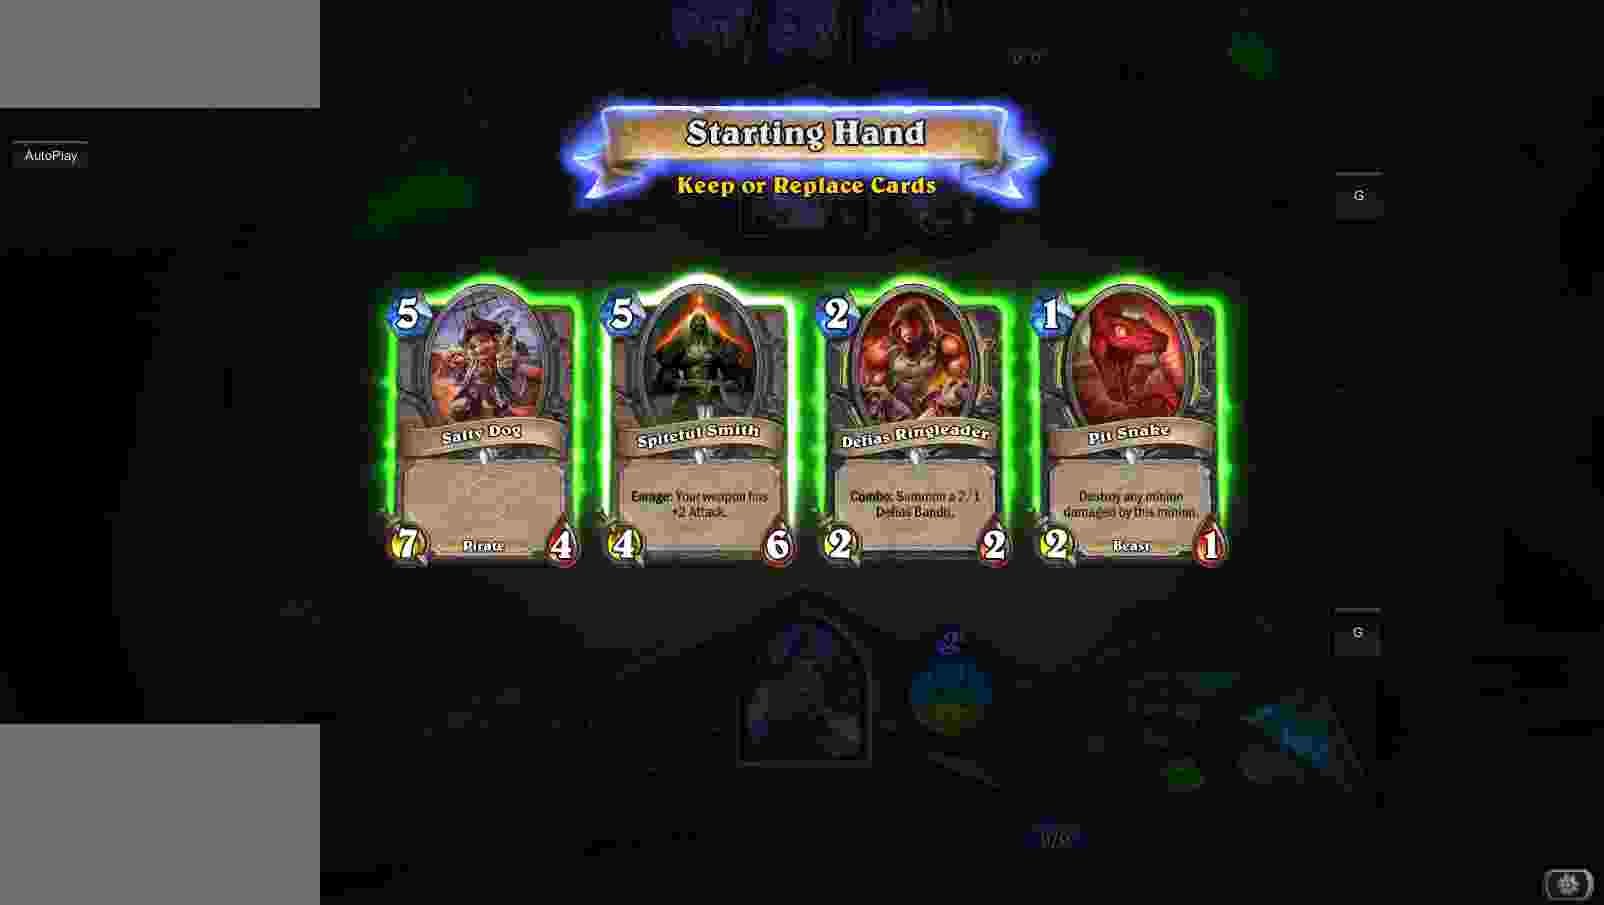 AutoPlay
Starting Hand
Keep or Replace Cards
G
5
5
2
1
Salty Dog
Spiteful Smith
Defias Ringleader
Pit Snake
Enrage: Your weapon has
+2 Attack.
Combo: Summon a 2/1
Defias Bandit.
Destroy any minion
damaged by this minion.
7
Pirate
4
4
6
2
2
2
Beast
1
G
2